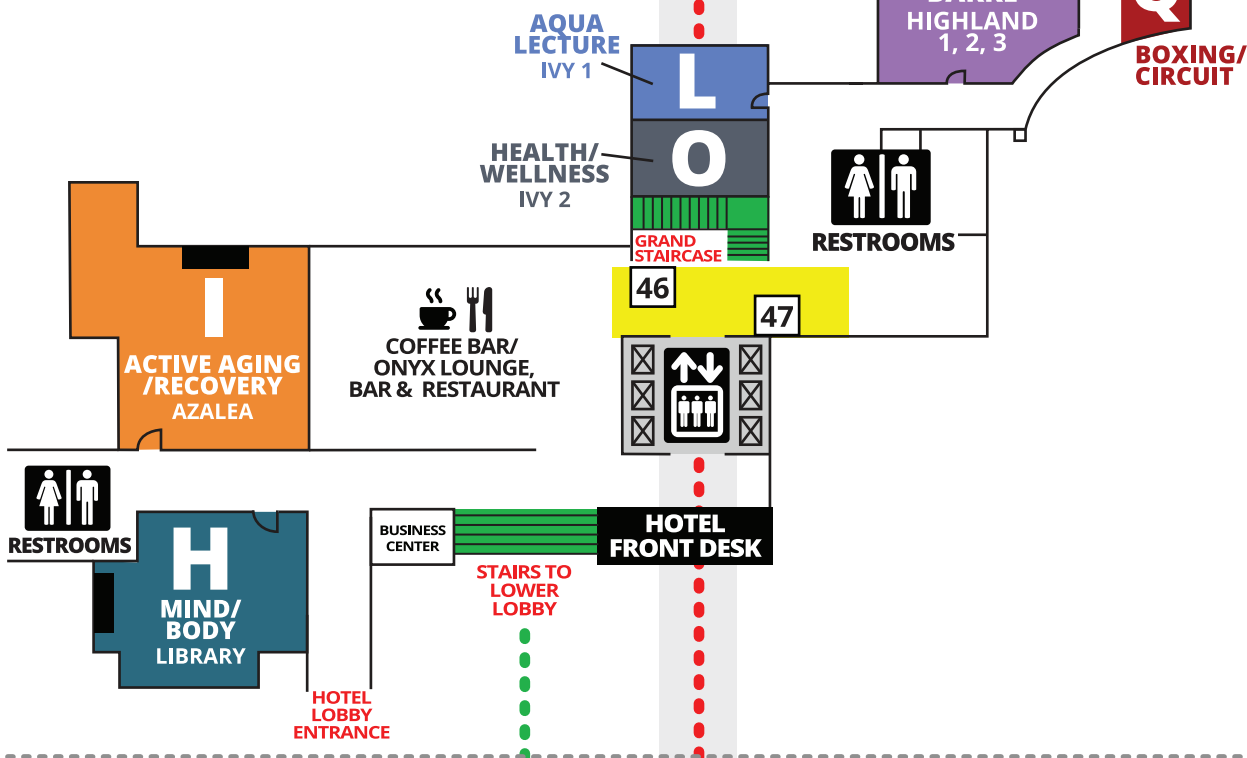 BARRE
HIGHLAND
1, 2, 3
Q
BOXING/
CIRCUIT
AQUA
LECTURE
IVY 1
L
HEALTH/
WELLNESS
IVY 2
O
GRAND
STAIRCASE
RESTROOMS
46
47
I
ACTIVE AGING
/RECOVERY
AZALEA
COFFEE BAR/
ONYX LOUNGE,
BAR & RESTAURANT
RESTROOMS
H
MIND/
BODY
LIBRARY
BUSINESS
CENTER
HOTEL
FRONT DESK
STAIRS TO
LOWER
LOBBY
HOTEL
LOBBY
ENTRANCE